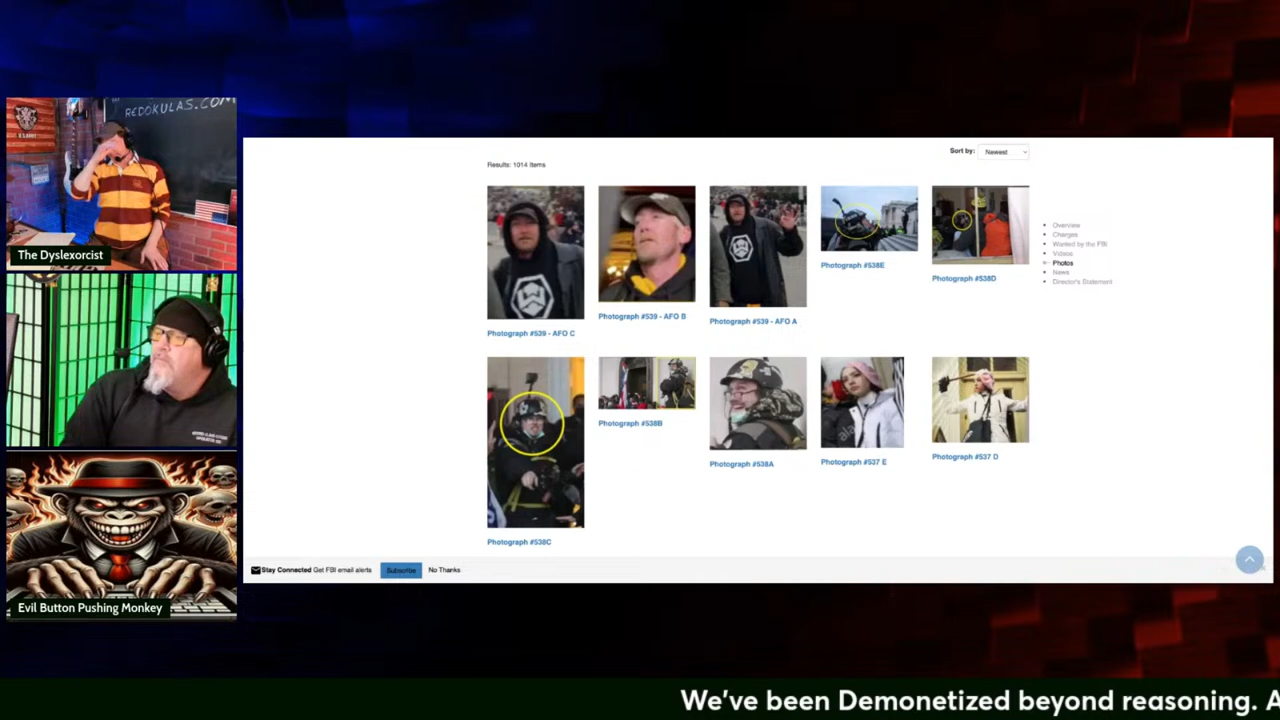 REDOKULAS.COM
The Dyslexorcist
Evil Button Pushing Monkey
Sort by: Newest
Results: 1014 Items
Photograph #539 - AFO C
Photograph #539 - AFO B
Photograph #539 - AFO A
Photograph #538E
Photograph #538D
Photograph #538C
Photograph #538B
Photograph #538A
Photograph #537 E
Photograph #537 D
Overview
Charges
Wanted by the FBI
Videos
Photos
News
Director's Statement
Stay Connected Get FBI email alerts Subscribe No Thanks
We've been Demonetized beyond reasoning. A